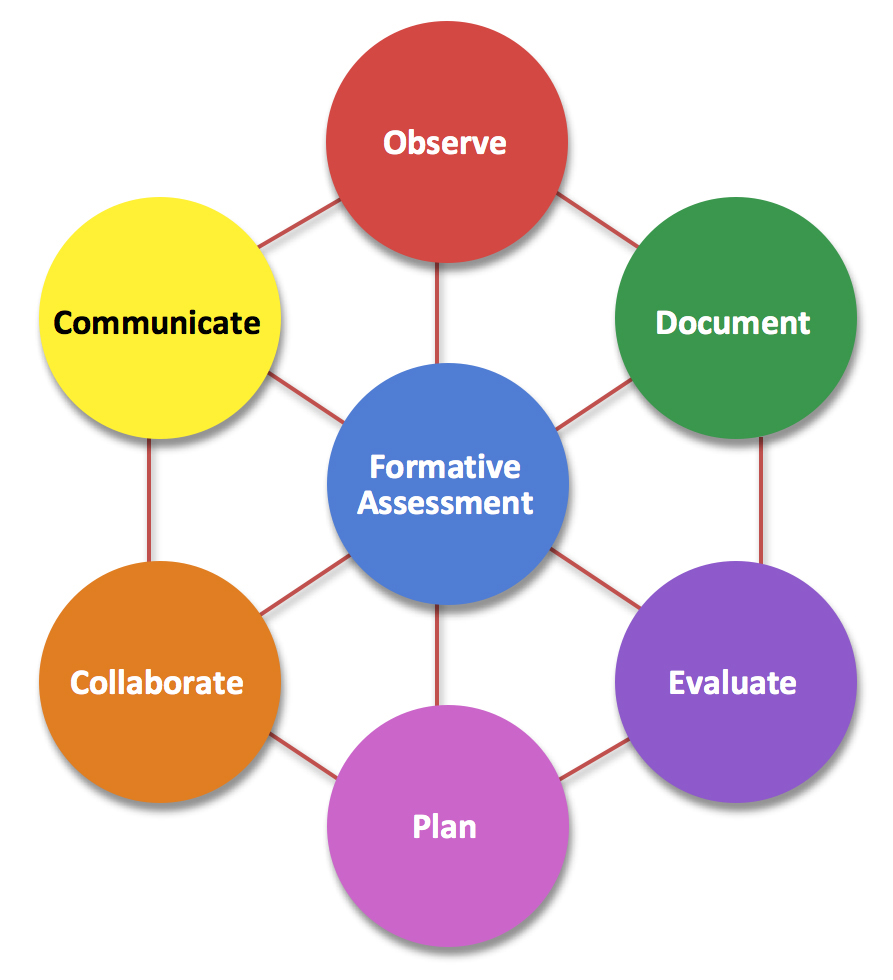 Observe
Communicate
Document
Formative
Assessment
Collaborate
Evaluate
Plan